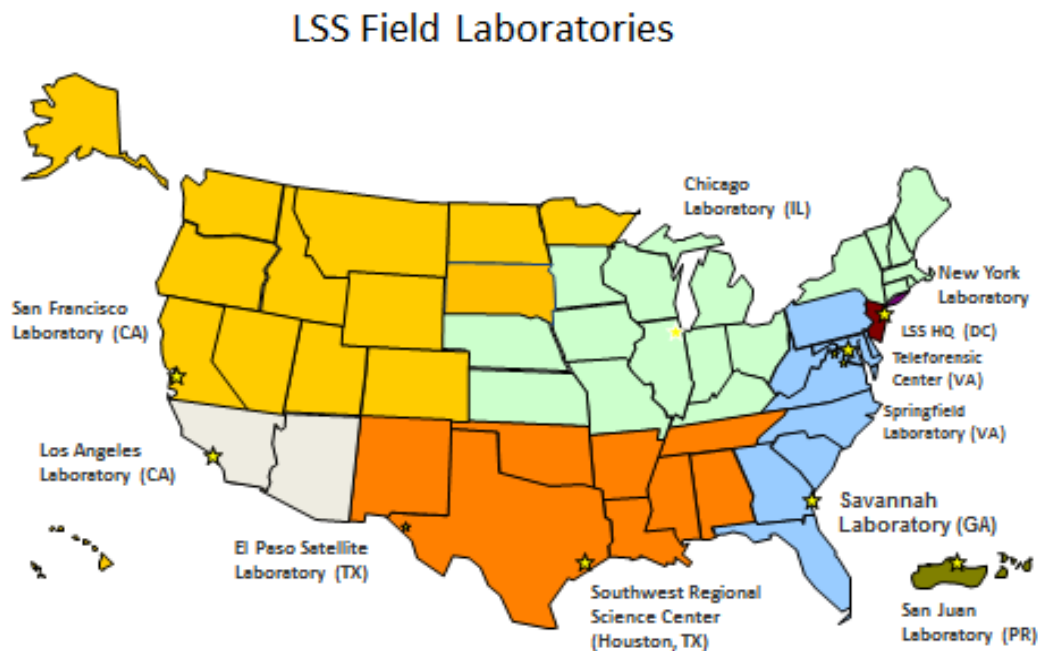 LSS Field Laboratories
Chicago
Laboratory (IL)
New York
Laboratory
San Francisco
Laboratory (CA)
LSS HQ (DC)
Teleforensic
Center (VA)
Springfield
Laboratory (VA)
Los Angeles
Laboratory (CA)
Savannah
Laboratory (GA)
El Paso Satellite
Laboratory (TX)
Southwest Regional
Science Center
(Houston, TX)
San Juan
Laboratory (PR)